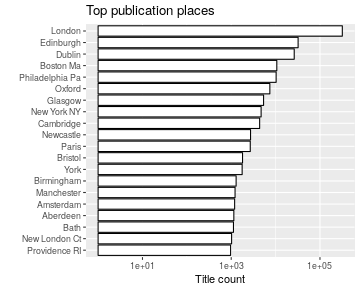 Top publication places
London
Edinburgh
Dublin
Boston Ma
Philadelphia Pa
Oxford
Glasgow
New York NY
Cambridge
Newcastle
Paris
Bristol
York
Birmingham
Manchester
Amsterdam
Aberdeen
Bath
New London Ct
Providence RI
1e+01 1e+03 1e+05
Title count